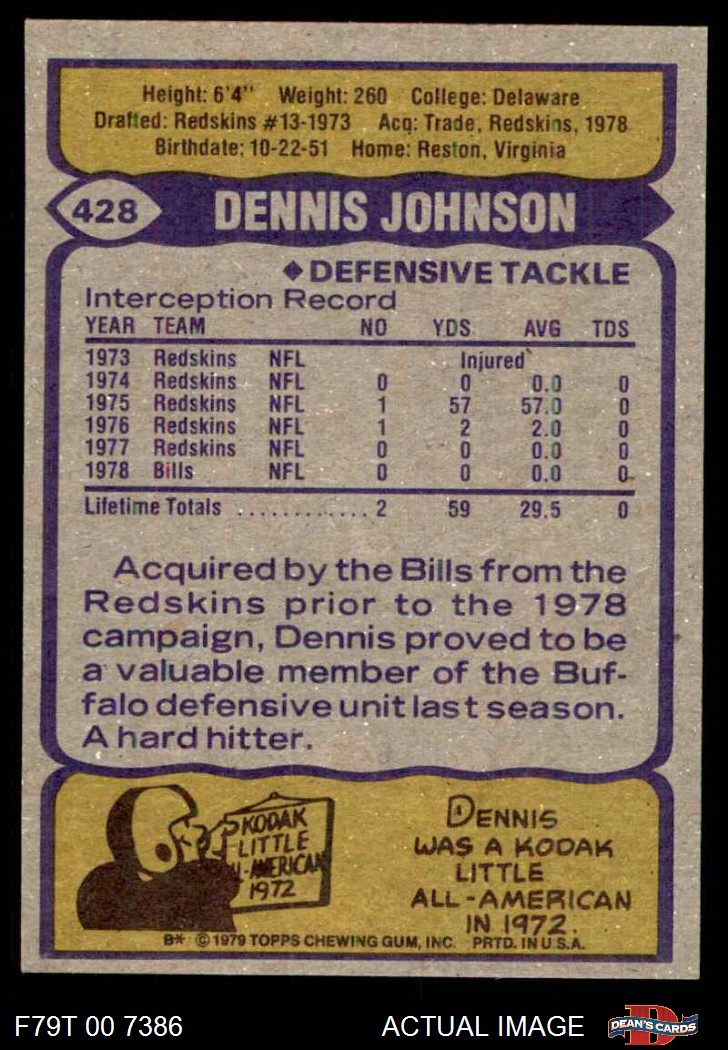 Height: 6'4'' Weight: 260 College: Delaware
Drafted: Redskins #13-1973 Acq: Trade, Redskins, 1978
Birthdate: 10-22-51 Home: Reston, Virginia
428 DENNIS JOHNSON
◆ DEFENSIVE TACKLE
Interception Record
YEAR TEAM NO YDS AVG TDS
1973 Redskins NFL Injured
1974 Redskins NFL 0 0 0.0 0
1975 Redskins NFL 1 57 57.0 0
1976 Redskins NFL 1 2 2.0 0
1977 Redskins NFL 0 0 0.0 0
1978 Bills NFL 0 0 0.0 0
Lifetime Totals ............. 2 59 29.5 0
Acquired by the Bills from the
Redskins prior to the 1978
campaign, Dennis proved to be
a valuable member of the Buf-
falo defensive unit last season.
A hard hitter.
KODAK
LITTLE
ALL-AMERICAN
1972
DENNIS
WAS A KODAK
LITTLE
ALL-AMERICAN
IN 1972.
B* © 1979 TOPPS CHEWING GUM, INC. PRTD. IN U.S.A.
F79T 00 7386 ACTUAL IMAGE DEAN'S CARDS